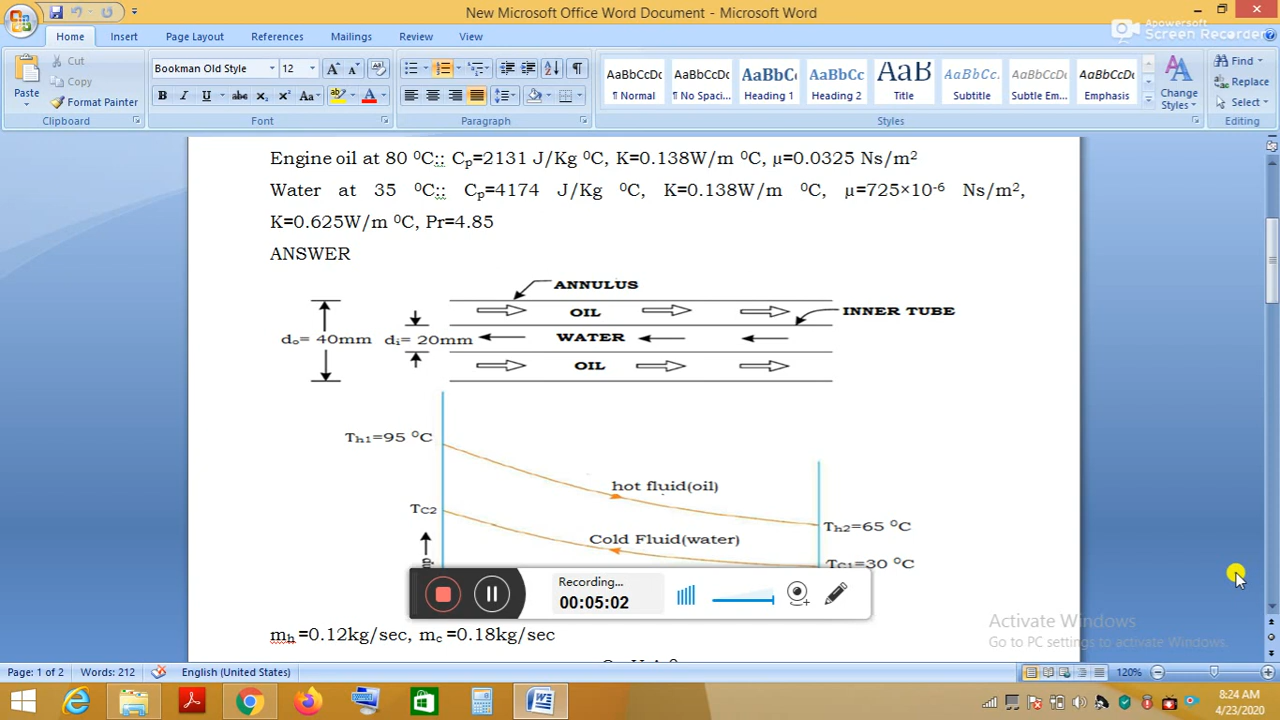 New Microsoft Office Word Document - Microsoft Word
Apowersoft
Screen Recorder
Home Insert Page Layout References Mailings Review View
Cut
Copy
Paste
Format Painter
Clipboard
Bookman Old Style 12
Font
Paragraph
AaBbCcDc AaBbCcDc AaBbC AaBbCc AaB AaBbCc. AaBbCcDc AaBbCcDc
¶ Normal ¶ No Spaci... Heading 1 Heading 2 Title Subtitle Subtle Em... Emphasis
Styles
Change
Styles
Find
Replace
Select
Editing
Engine oil at 80 ⁰C:: Cp=2131 J/Kg ⁰C, K=0.138W/m ⁰C, µ=0.0325 Ns/m²
Water at 35 ⁰C:: Cp=4174 J/Kg ⁰C, K=0.138W/m ⁰C, µ=725×10⁻⁶ Ns/m²,
K=0.625W/m ⁰C, Pr=4.85
ANSWER
ANNULUS
OIL
INNER TUBE
WATER
do= 40mm di= 20mm
OIL
Th1=95 ⁰C
hot fluid(oil)
TC2
Th2=65 ⁰C
Cold Fluid(water)
TC1=30 ⁰C
Recording...
00:05:02
mh =0.12kg/sec, mc =0.18kg/sec
Activate Windows
Go to PC settings to activate Windows.
Page: 1 of 2 Words: 212 English (United States) 120%
8:24 AM
4/23/2020